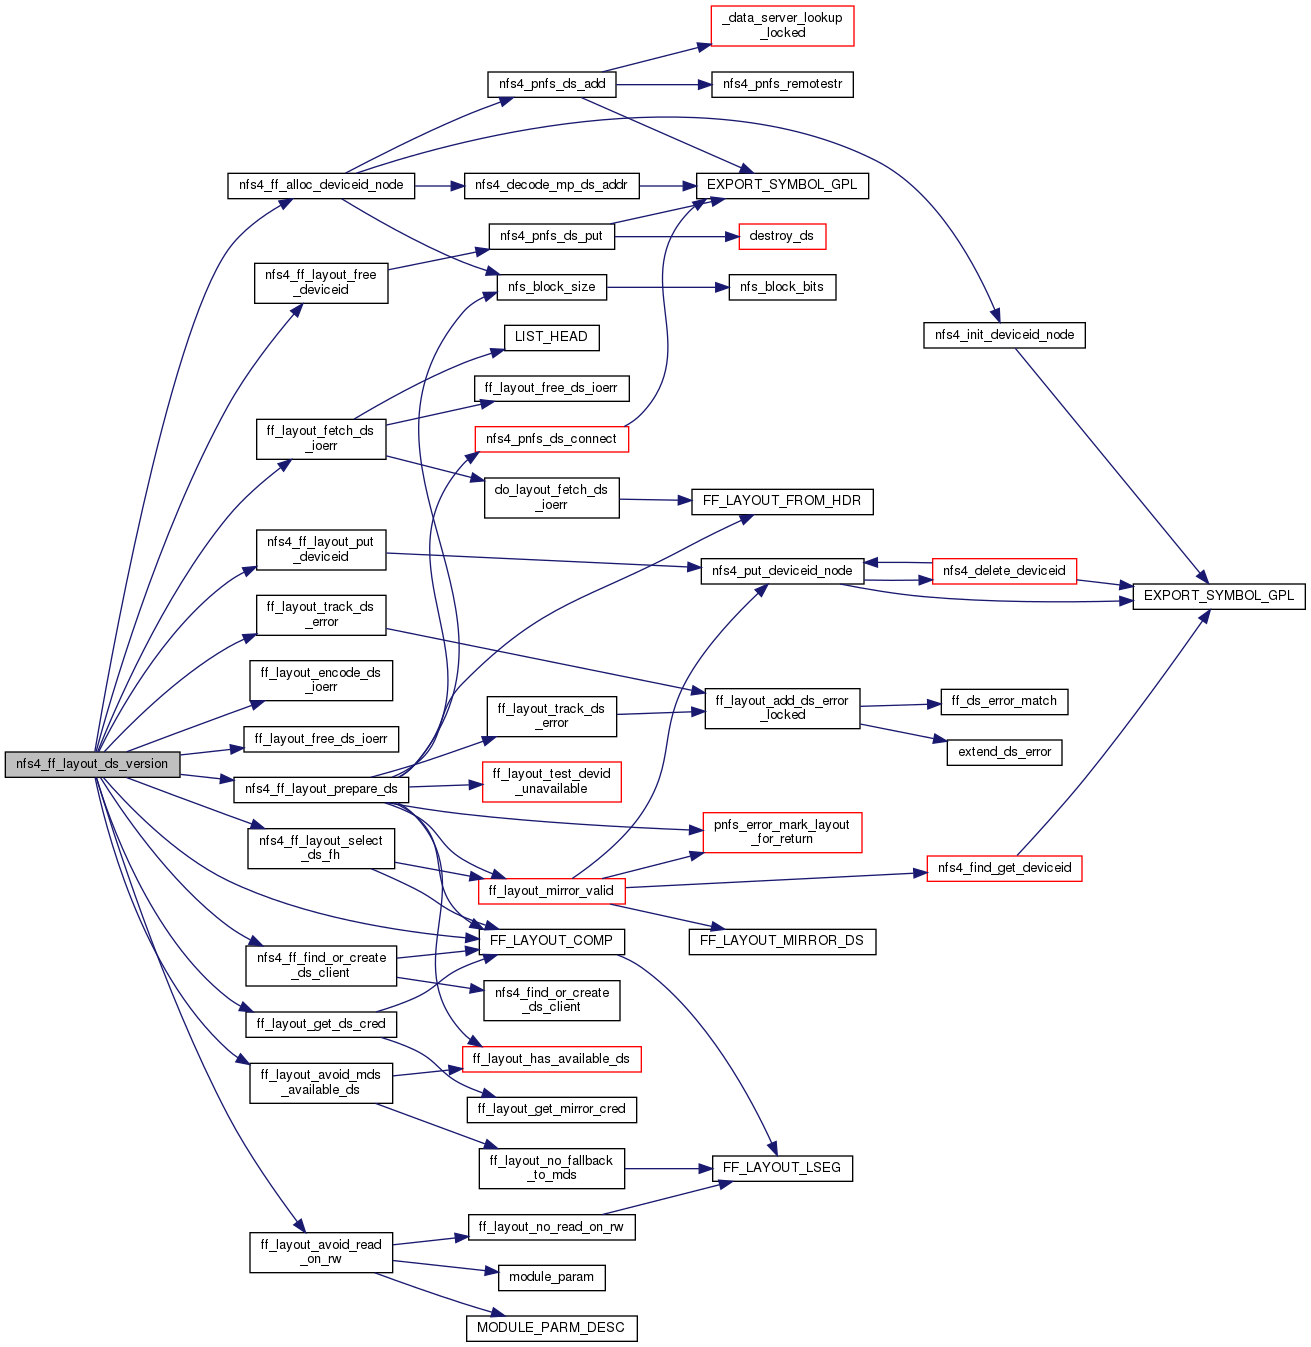 _data_server_lookup
_locked
nfs4_pnfs_ds_add
nfs4_pnfs_remotestr
nfs4_ff_alloc_deviceid_node
nfs4_decode_mp_ds_addr
EXPORT_SYMBOL_GPL
nfs4_pnfs_ds_put
destroy_ds
nfs4_ff_layout_free
_deviceid
nfs_block_size
nfs_block_bits
LIST_HEAD
nfs4_init_deviceid_node
ff_layout_free_ds_ioerr
ff_layout_fetch_ds
_ioerr
nfs4_pnfs_ds_connect
do_layout_fetch_ds
_ioerr
FF_LAYOUT_FROM_HDR
nfs4_ff_layout_put
_deviceid
nfs4_put_deviceid_node
nfs4_delete_deviceid
EXPORT_SYMBOL_GPL
ff_layout_track_ds
_error
ff_layout_encode_ds
_ioerr
ff_layout_track_ds
_error
ff_layout_add_ds_error
_locked
ff_ds_error_match
ff_layout_free_ds_ioerr
extend_ds_error
nfs4_ff_layout_ds_version
nfs4_ff_layout_prepare_ds
ff_layout_test_devid
_unavailable
pnfs_error_mark_layout
_for_return
nfs4_ff_layout_select
_ds_fh
nfs4_find_get_deviceid
ff_layout_mirror_valid
FF_LAYOUT_COMP
FF_LAYOUT_MIRROR_DS
nfs4_ff_find_or_create
_ds_client
nfs4_find_or_create
_ds_client
ff_layout_get_ds_cred
ff_layout_has_available_ds
ff_layout_avoid_mds
_available_ds
ff_layout_get_mirror_cred
ff_layout_no_fallback
_to_mds
FF_LAYOUT_LSEG
ff_layout_no_read_on_rw
ff_layout_avoid_read
_on_rw
module_param
MODULE_PARM_DESC